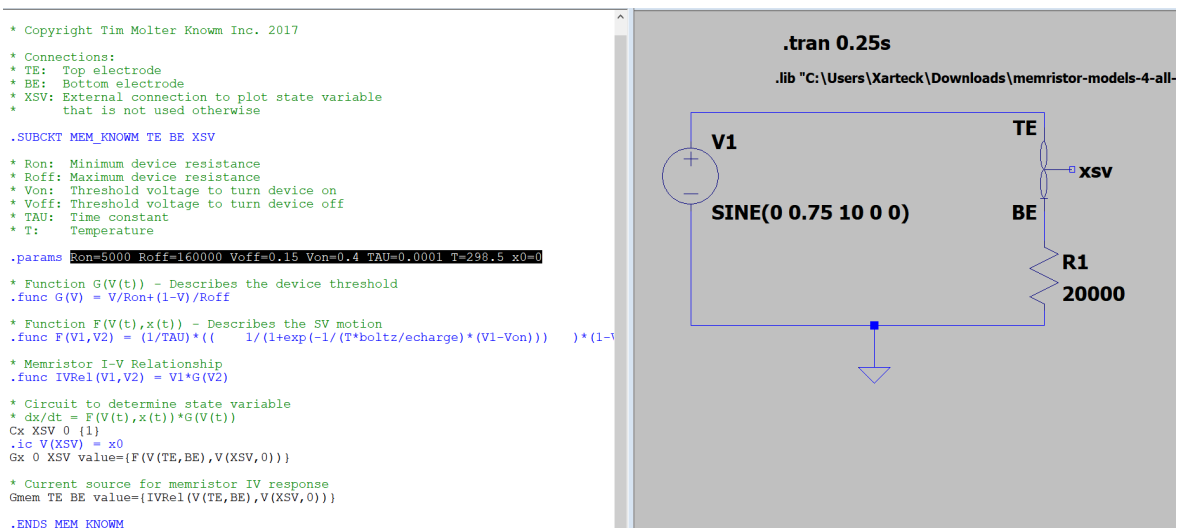 * Copyright Tim Molter Knowm Inc. 2017
* Connections:
* TE:  Top electrode
* BE:  Bottom electrode
* XSV: External connection to plot state variable
*      that is not used otherwise
.SUBCKT MEM_KNOWM TE BE XSV
* Ron:  Minimum device resistance
* Roff: Maximum device resistance
* Von:  Threshold voltage to turn device on
* Voff: Threshold voltage to turn device off
* TAU:  Time constant
* T:    Temperature
.params Ron=5000 Roff=160000 Voff=0.15 Von=0.4 TAU=0.0001 T=298.5 x0=0
* Function G(V(t)) - Describes the device threshold
.func G(V) = V/Ron+(1-V)/Roff
* Function F(V(t),x(t)) - Describes the SV motion
.func F(V1,V2) = (1/TAU)*((    1/(1+exp(-1/(T*boltz/echarge)*(V1-Von)))   )*(1-
* Memristor I-V Relationship
.func IVRel(V1,V2) = V1*G(V2)
* Circuit to determine state variable
* dx/dt = F(V(t),x(t))*G(V(t))
Cx XSV 0 {1}
.ic V(XSV) = x0
Gx 0 XSV value={F(V(TE,BE),V(XSV,0))}
* Current source for memristor IV response
Gmem TE BE value={IVRel(V(TE,BE),V(XSV,0))}
.ENDS MEM_KNOWM
.tran 0.25s
.lib "C:\Users\Xarteck\Downloads\memristor-models-4-all-
TE
V1
xsv
SINE(0 0.75 10 0 0)
BE
R1
20000